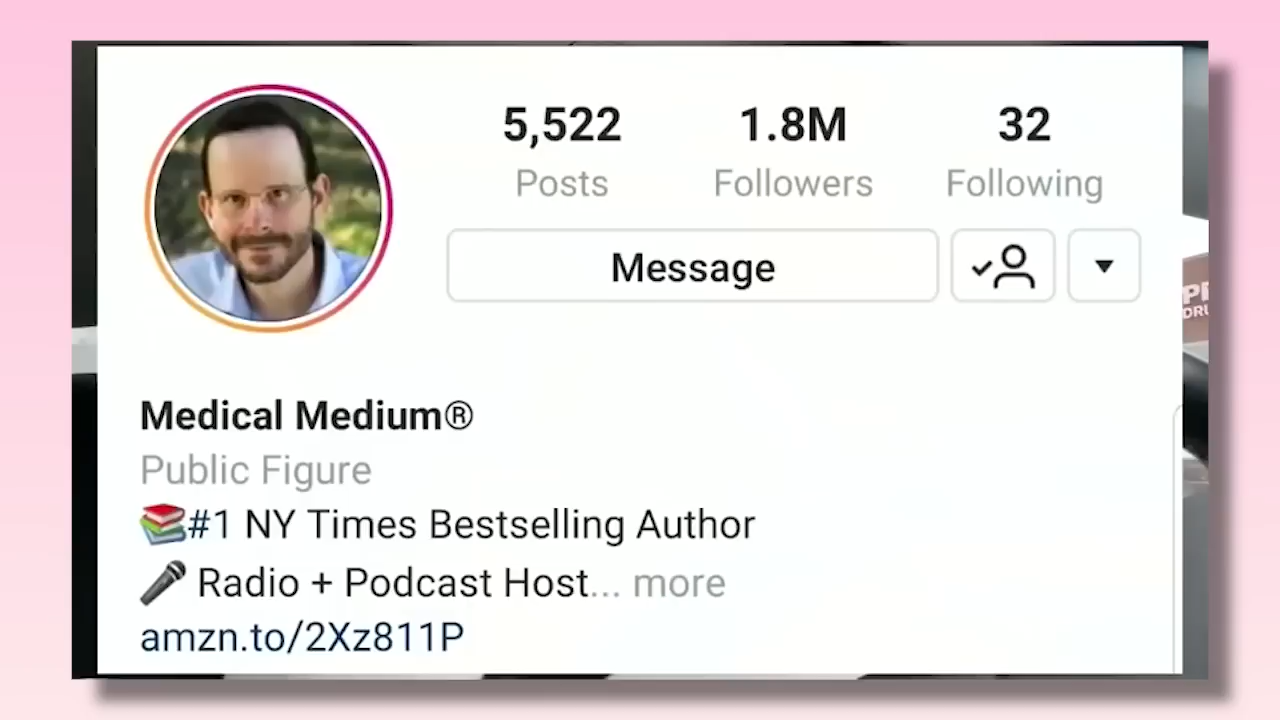 5,522 1.8M 32
Posts Followers Following
Message
Medical Medium®
Public Figure
📚#1 NY Times Bestselling Author
🎤 Radio + Podcast Host... more
amzn.to/2Xz811P